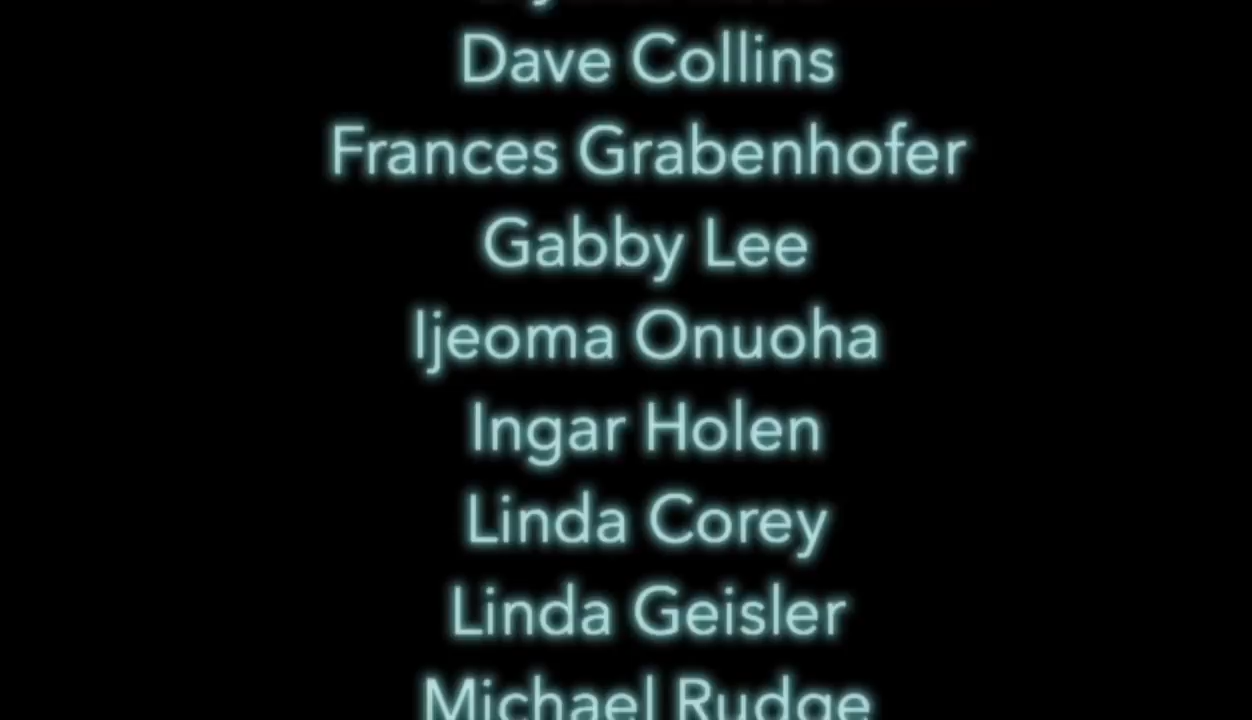 Dave Collins
Frances Grabenhofer
Gabby Lee
Ijeoma Onuoha
Ingar Holen
Linda Corey
Linda Geisler
Michael Rudge